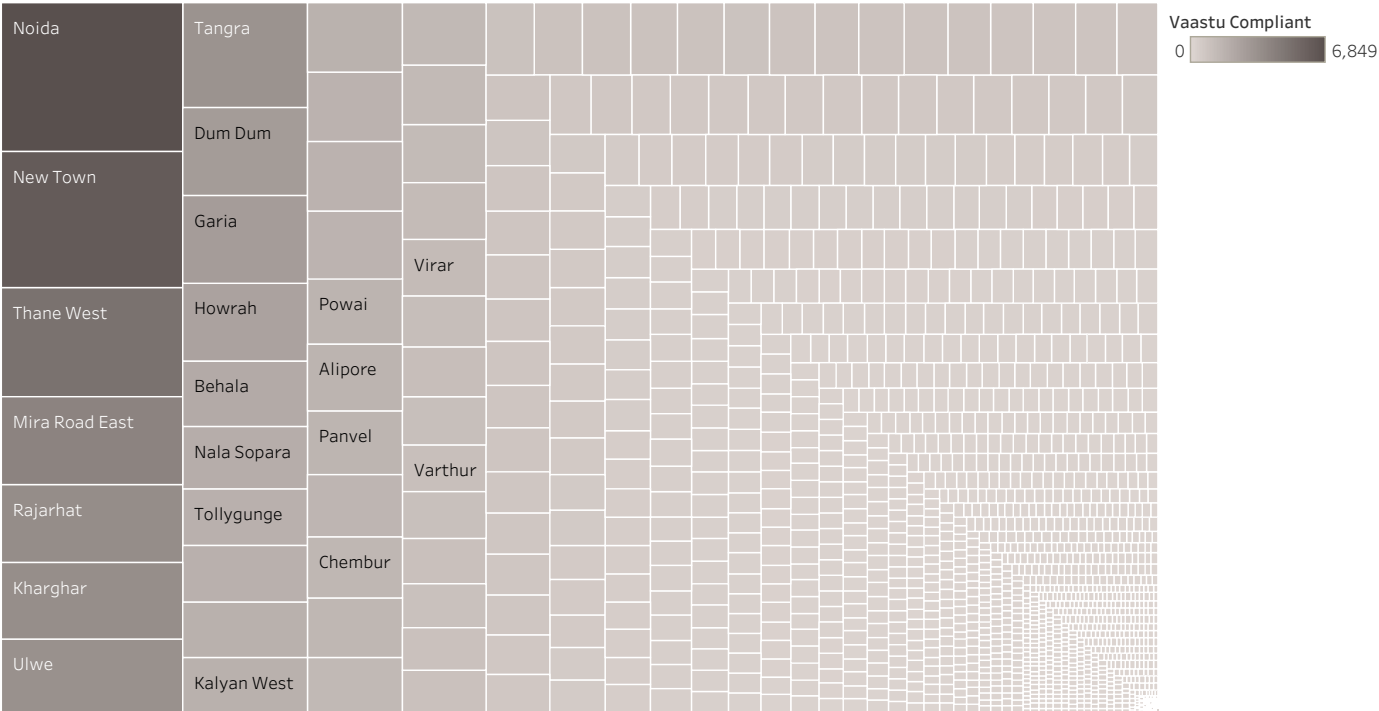 Noida
New Town
Thane West
Mira Road East
Rajarhat
Kharghar
Ulwe
Tangra
Dum Dum
Garia
Howrah
Behala
Nala Sopara
Tollygunge
Kalyan West
Powai
Alipore
Panvel
Chembur
Virar
Varthur
Vaastu Compliant
0 6,849